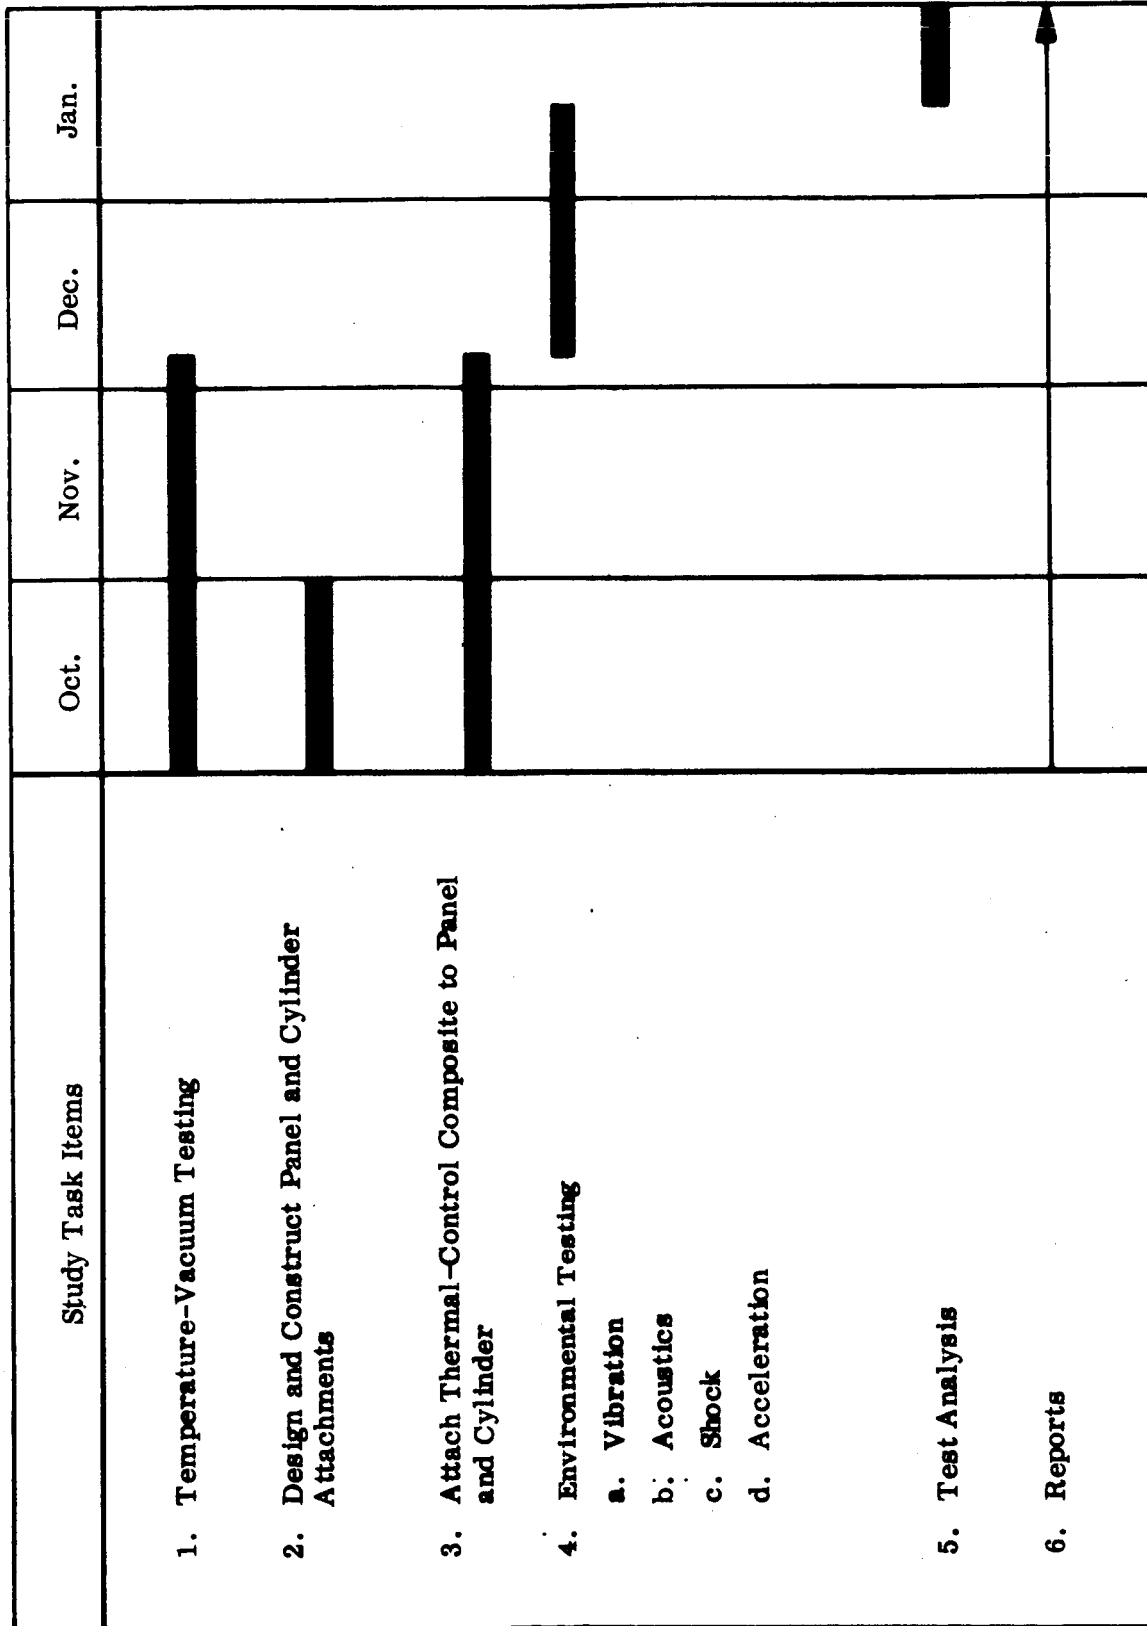 Study Task Items
Oct.
Nov.
Dec.
Jan.
1. Temperature-Vacuum Testing
2. Design and Construct Panel and Cylinder
Attachments
3. Attach Thermal-Control Composite to Panel
and Cylinder
4. Environmental Testing
a. Vibration
b. Acoustics
c. Shock
d. Acceleration
5. Test Analysis
6. Reports